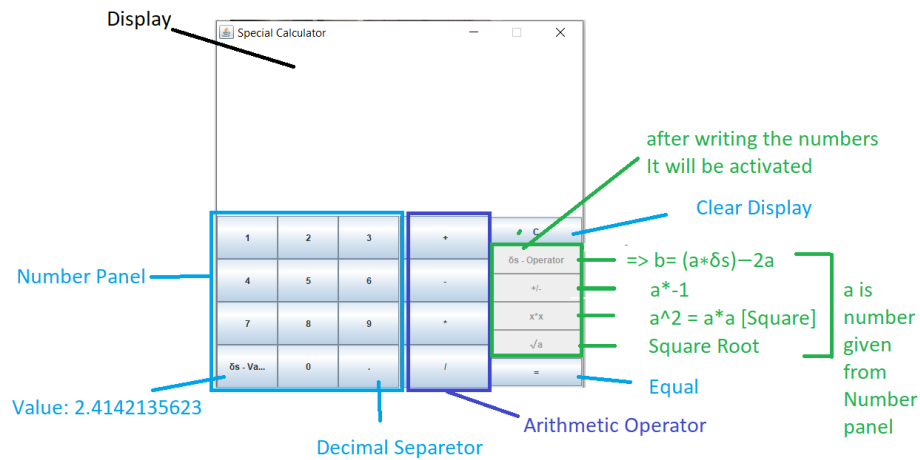 Display
Special Calculator
after writing the numbers
It will be activated
Clear Display
1 2 3 + C
δs - Operator
=> b= (a*δs)−2a
Number Panel
4 5 6 - +/-
a*-1
a is
number
given
from
Number
panel
7 8 9 * x*x
a^2 = a*a [Square]
√a
Square Root
δs - Va... 0 . / =
Value: 2.4142135623
Equal
Arithmetic Operator
Decimal Separetor